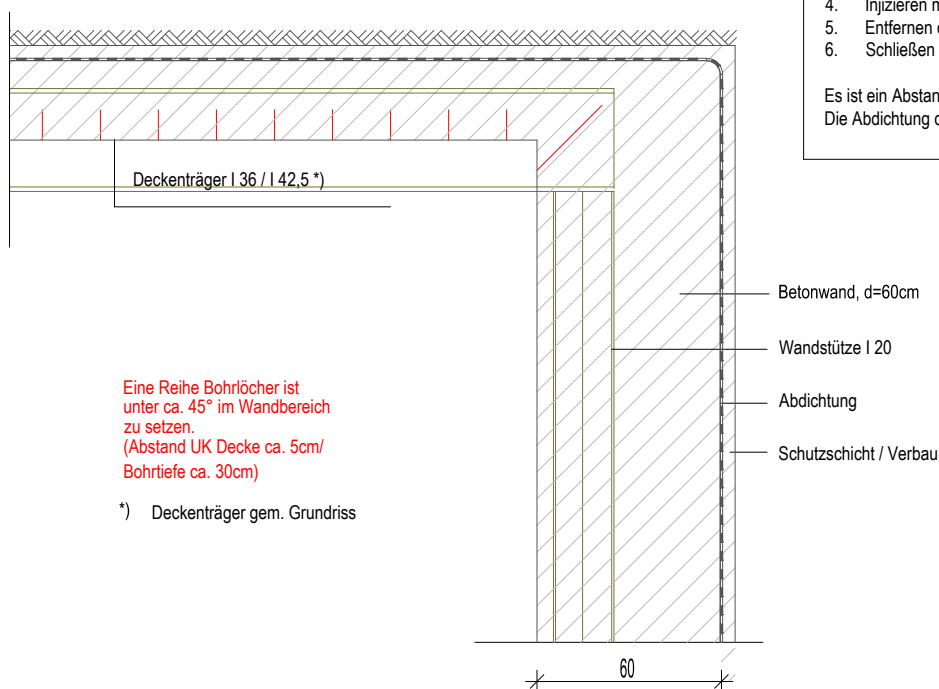 4. Injizieren
5. Entfernen
6. Schließen
Es ist ein Abstan
Die Abdichtung
Deckenträger I 36 / I 42,5 *)
Betonwand, d=60cm
Wandstütze I 20
Abdichtung
Schutzschicht / Verbau
Eine Reihe Bohrlöcher ist
unter ca. 45° im Wandbereich
zu setzen.
(Abstand UK Decke ca. 5cm/
Bohrtiefe ca. 30cm)
*) Deckenträger gem. Grundriss
60